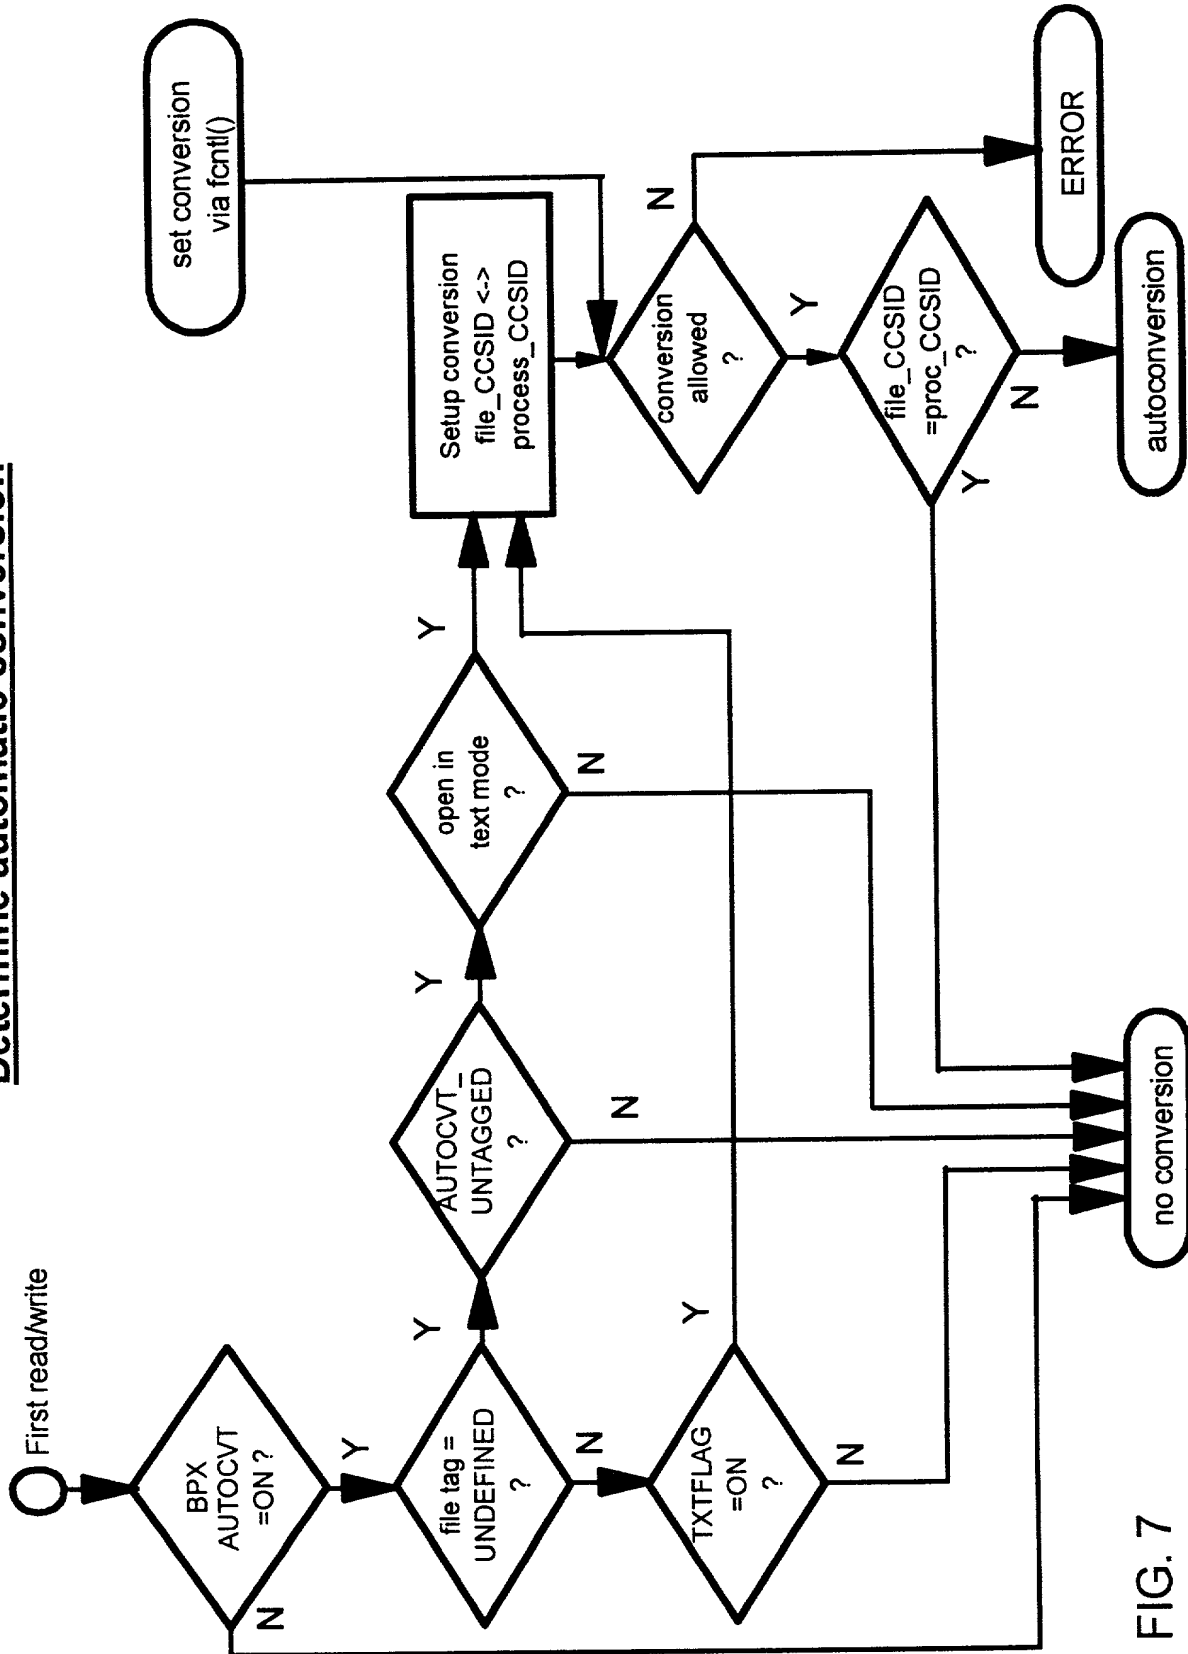 Determine automatic conversion
First read/write
BPX
AUTOCVT
=ON ?
N
Y
file tag =
UNDEFINED
?
Y
N
AUTOCVT_
UNTAGGED
?
Y
N
open in
text mode
?
Y
N
TXTFLAG
=ON
?
Y
N
Setup conversion
file_CCSID <->
process_CCSID
set conversion
via fcntl()
conversion
allowed
?
N
Y
file_CCSID
=proc_CCSID
?
Y
N
no conversion
autoconversion
ERROR
FIG. 7